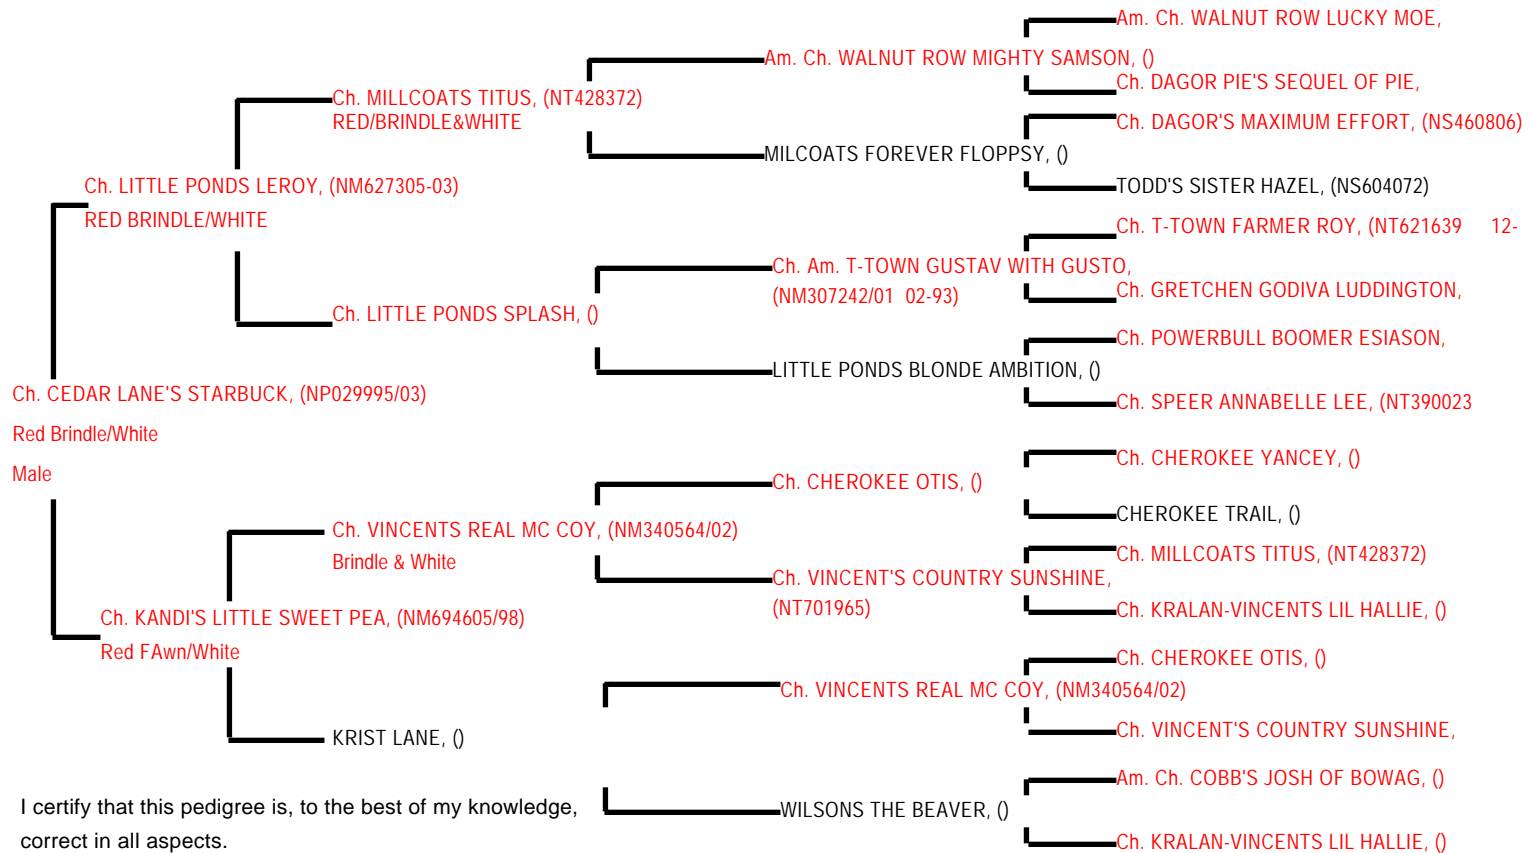 Am. Ch. WALNUT ROW LUCKY MOE,
Am. Ch. WALNUT ROW MIGHTY SAMSON, ()
Ch. DAGOR PIE'S SEQUEL OF PIE,
Ch. MILLCOATS TITUS, (NT428372)
RED/BRINDLE&WHITE
Ch. DAGOR'S MAXIMUM EFFORT, (NS460806)
MILCOATS FOREVER FLOPPSY, ()
TODD'S SISTER HAZEL, (NS604072)
Ch. LITTLE PONDS LEROY, (NM627305-03)
RED BRINDLE/WHITE
Ch. T-TOWN FARMER ROY, (NT621639 12-
Ch. Am. T-TOWN GUSTAV WITH GUSTO,
(NM307242/01 02-93)
Ch. GRETCHEN GODIVA LUDDINGTON,
Ch. LITTLE PONDS SPLASH, ()
Ch. POWERBULL BOOMER ESIASON,
LITTLE PONDS BLONDE AMBITION, ()
Ch. SPEER ANNABELLE LEE, (NT390023
Ch. CEDAR LANE'S STARBUCK, (NP029995/03)
Red Brindle/White
Male
Ch. CHEROKEE YANCEY, ()
Ch. CHEROKEE OTIS, ()
CHEROKEE TRAIL, ()
Ch. VINCENTS REAL MC COY, (NM340564/02)
Brindle & White
Ch. MILLCOATS TITUS, (NT428372)
Ch. VINCENT'S COUNTRY SUNSHINE,
(NT701965)
Ch. KRALAN-VINCENTS LIL HALLIE, ()
Ch. KANDI'S LITTLE SWEET PEA, (NM694605/98)
Red FAwn/White
Ch. CHEROKEE OTIS, ()
Ch. VINCENTS REAL MC COY, (NM340564/02)
Ch. VINCENT'S COUNTRY SUNSHINE,
KRIST LANE, ()
Am. Ch. COBB'S JOSH OF BOWAG, ()
WILSONS THE BEAVER, ()
Ch. KRALAN-VINCENTS LIL HALLIE, ()
I certify that this pedigree is, to the best of my knowledge,
correct in all aspects.